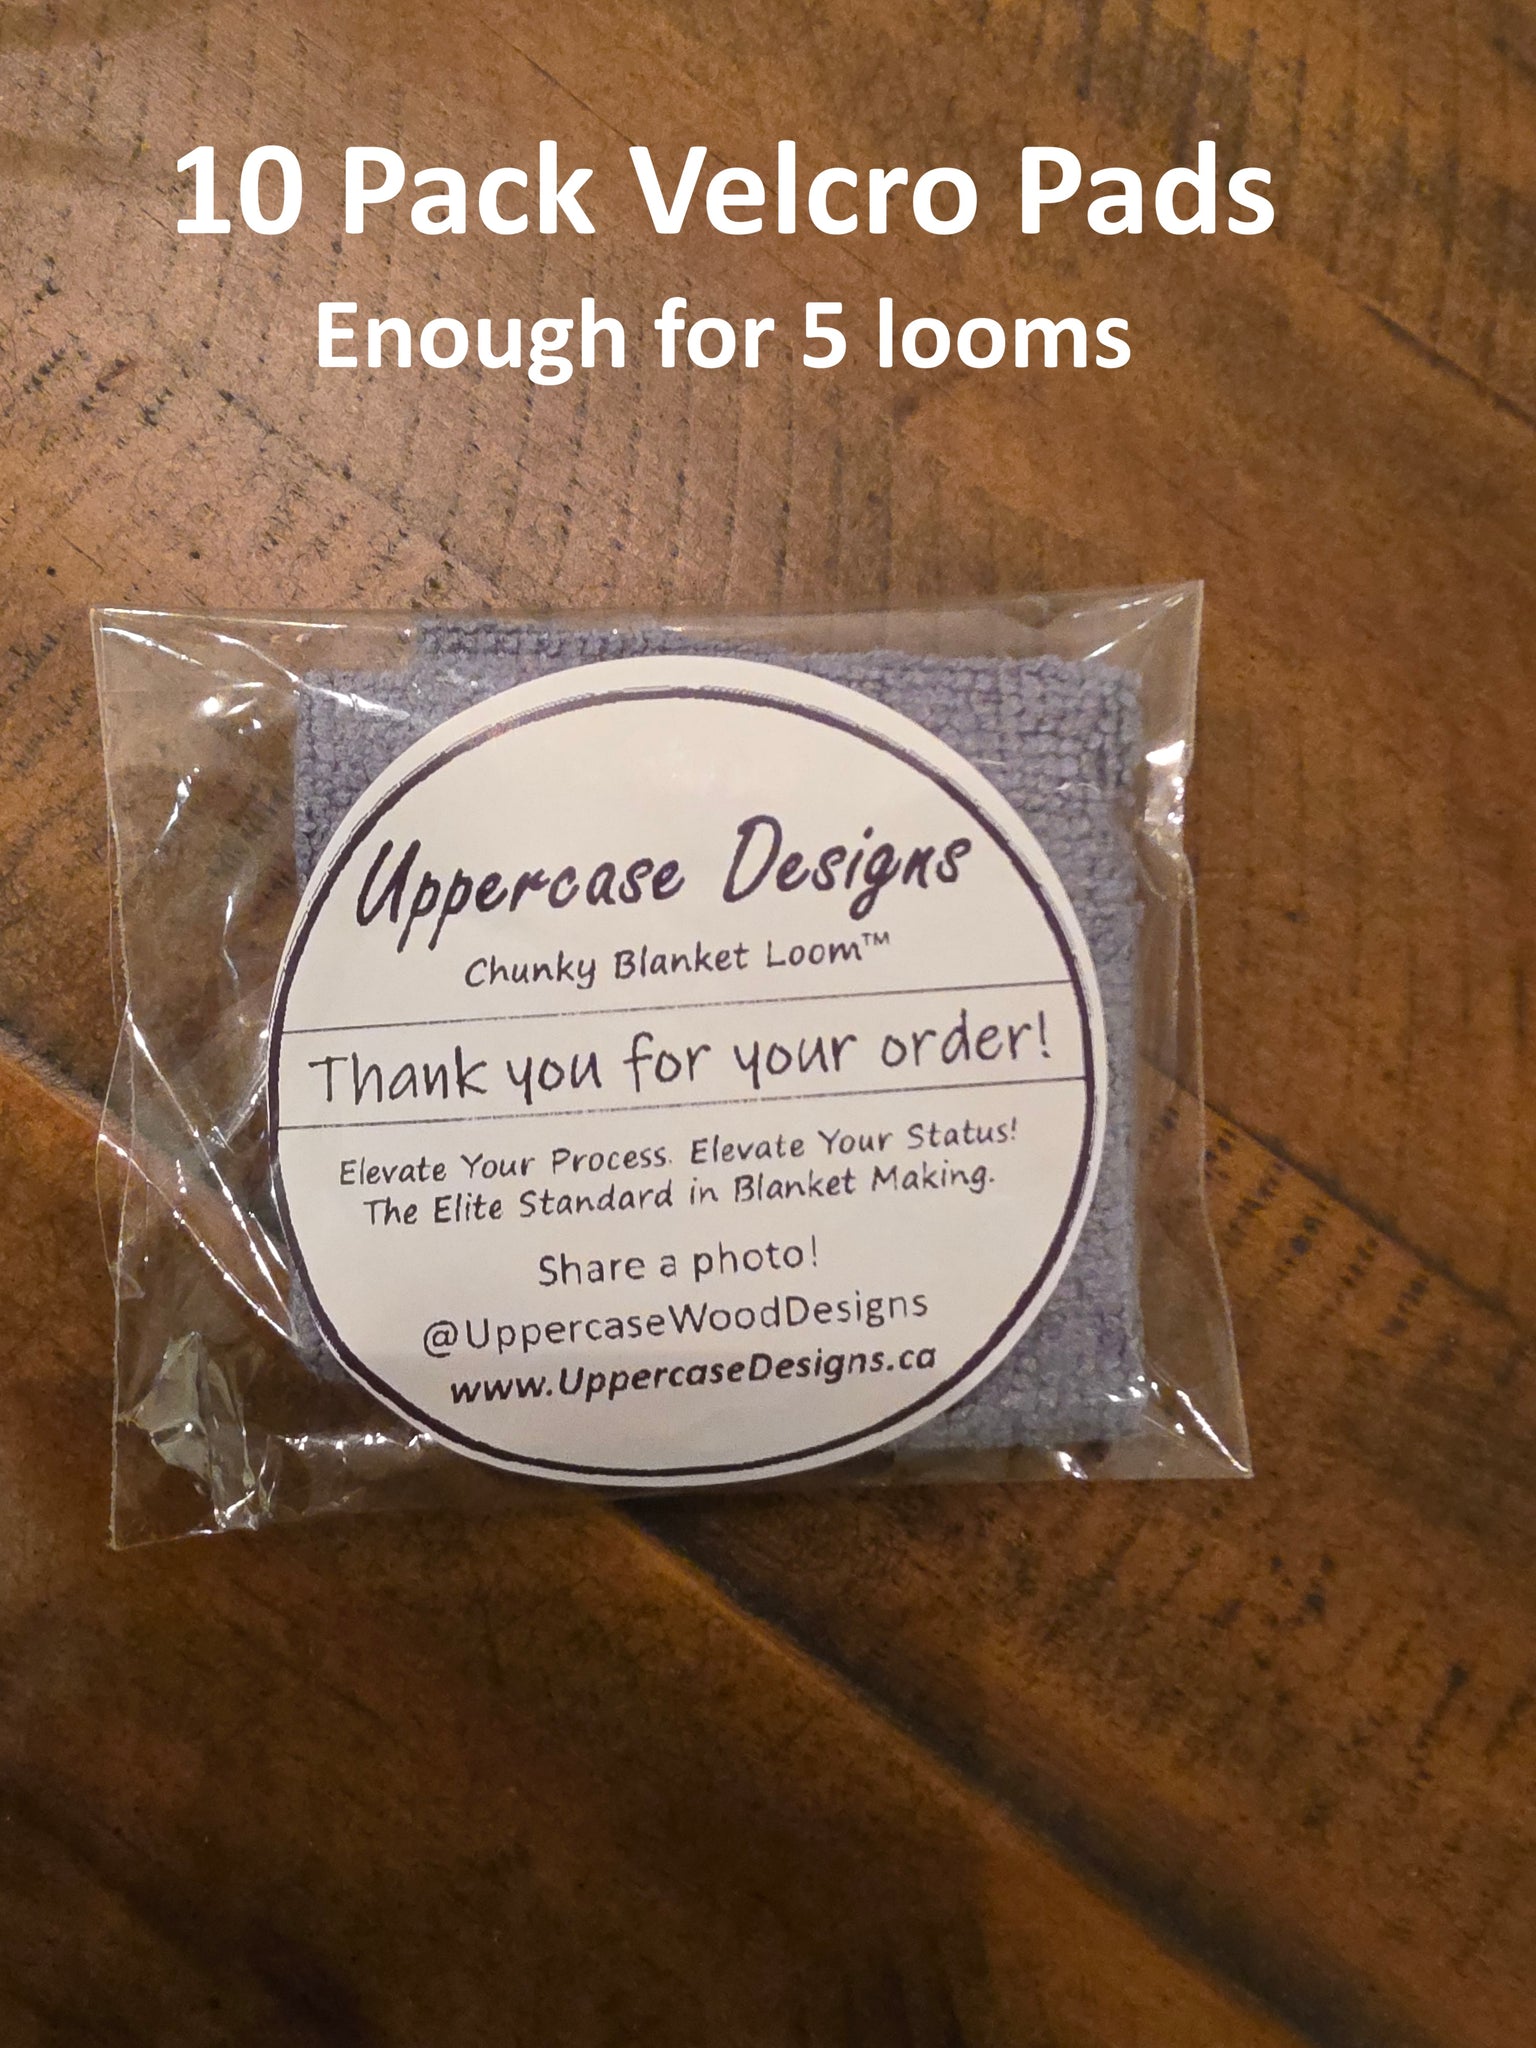 10 Pack Velcro Pads
Enough for 5 looms
Uppercase Designs
Chunky Blanket Loom™
Thank you for your order!
Elevate Your Process. Elevate Your Status!
The Elite Standard in Blanket Making.
Share a photo!
@UppercaseWoodDesigns
www.UppercaseDesigns.ca